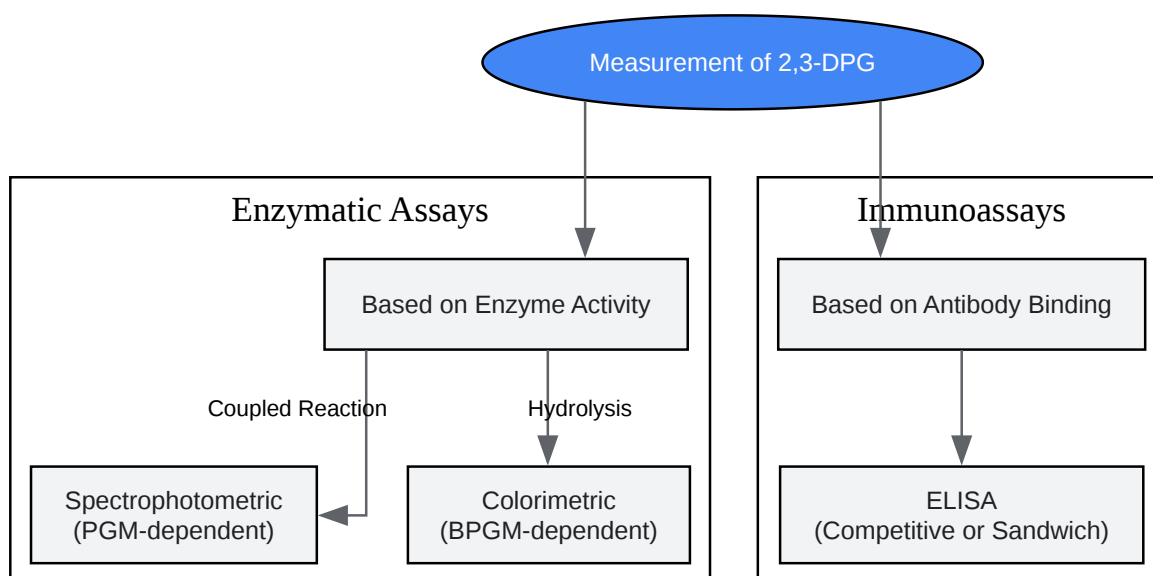 Measurement of 2,3-DPG
Enzymatic Assays
Immunoassays
Based on Enzyme Activity
Based on Antibody Binding
Coupled Reaction
Hydrolysis
Spectrophotometric
(PGM-dependent)
Colorimetric
(BPGM-dependent)
ELISA
(Competitive or Sandwich)